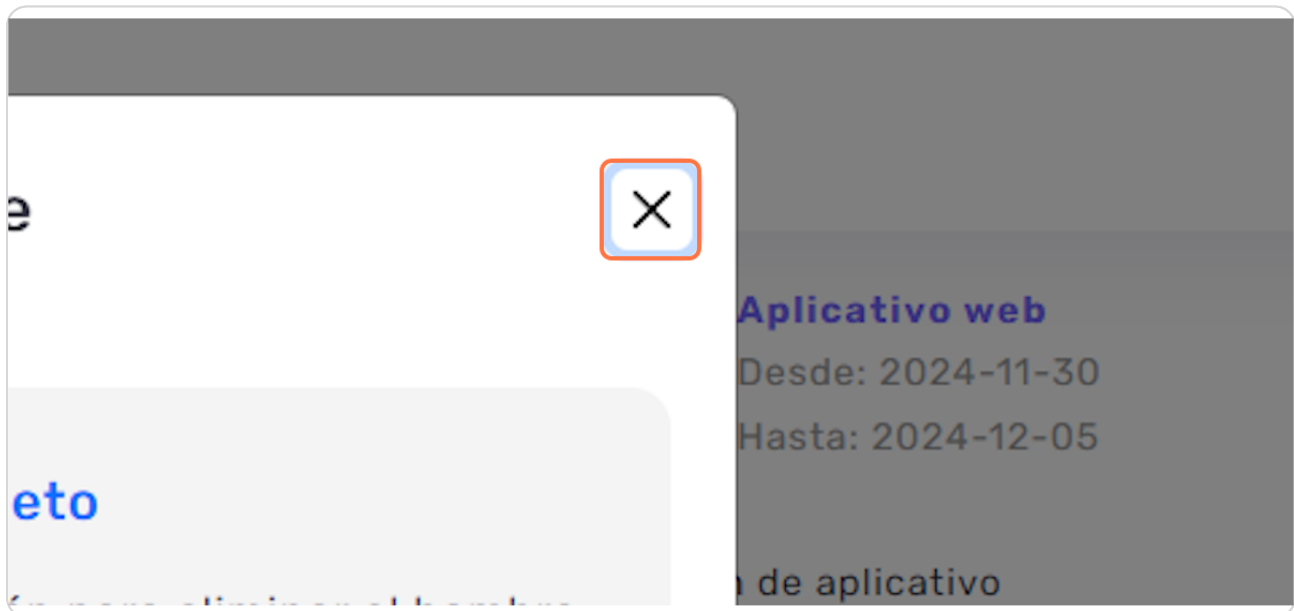 e
Aplicativo web
Desde: 2024-11-30
Hasta: 2024-12-05
eto
de aplicativo